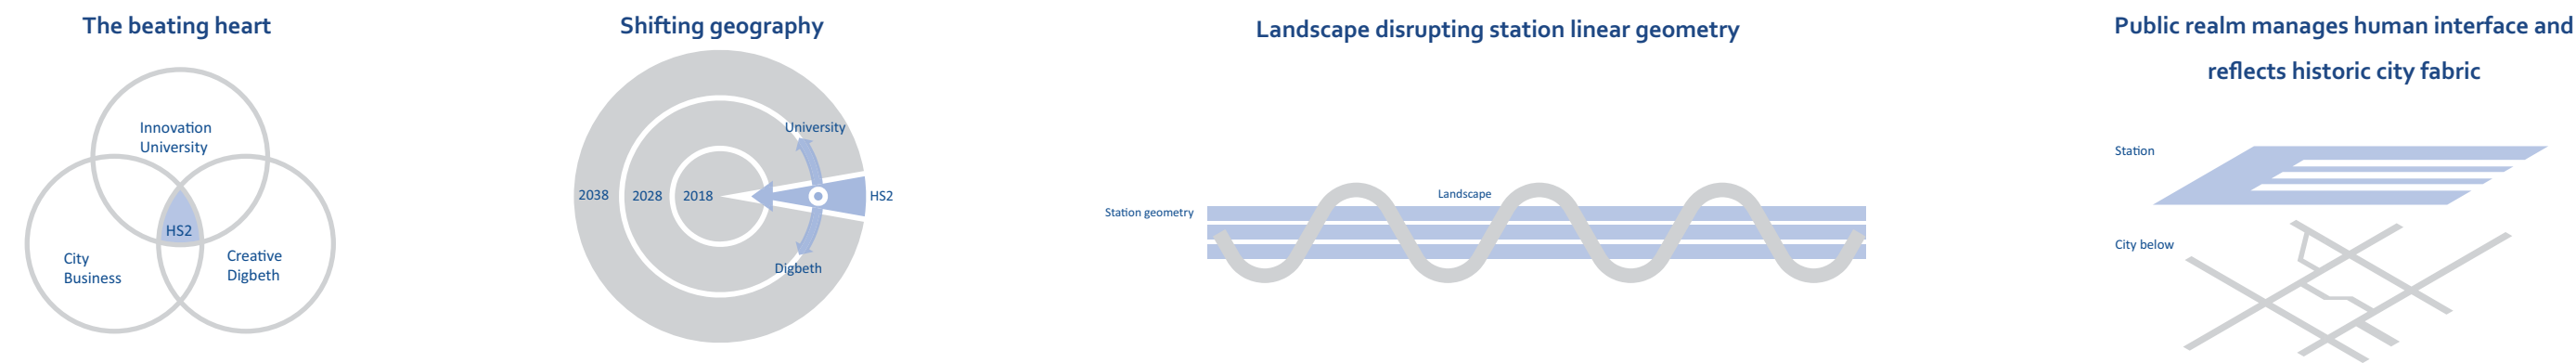 The beating heart
Innovation
University
HS2
City
Business
Creative
Digbeth
Shifting geography
University
2038
2028
2018
HS2
Digbeth
Landscape disrupting station linear geometry
Landscape
Station geometry
Public realm manages human interface and
reflects historic city fabric
Station
City below